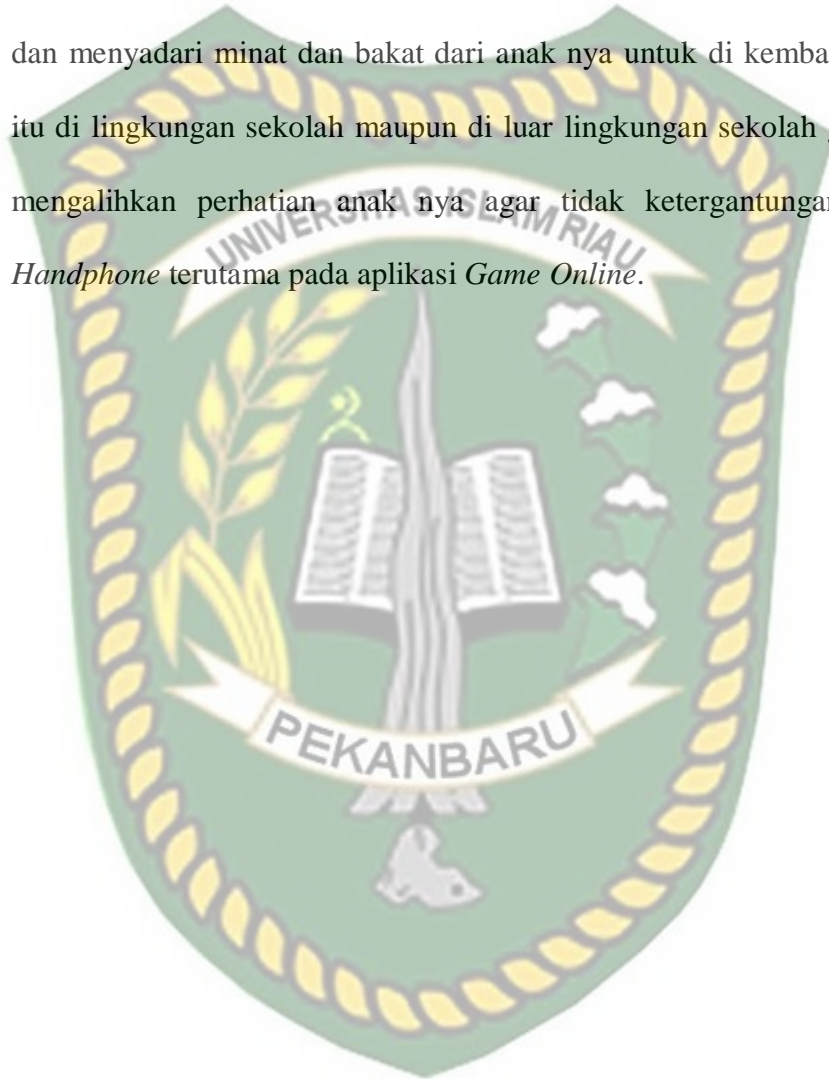 dan menyadari minat dan bakat dari anak nya untuk di kemba
itu di lingkungan sekolah maupun di luar lingkungan sekolah
mengalihkan perhatian anak nya agar tidak ketergantungan
Handphone terutama pada aplikasi Game Online.
UNIVERSITAS ISLAM RIAU
PEKANBARU